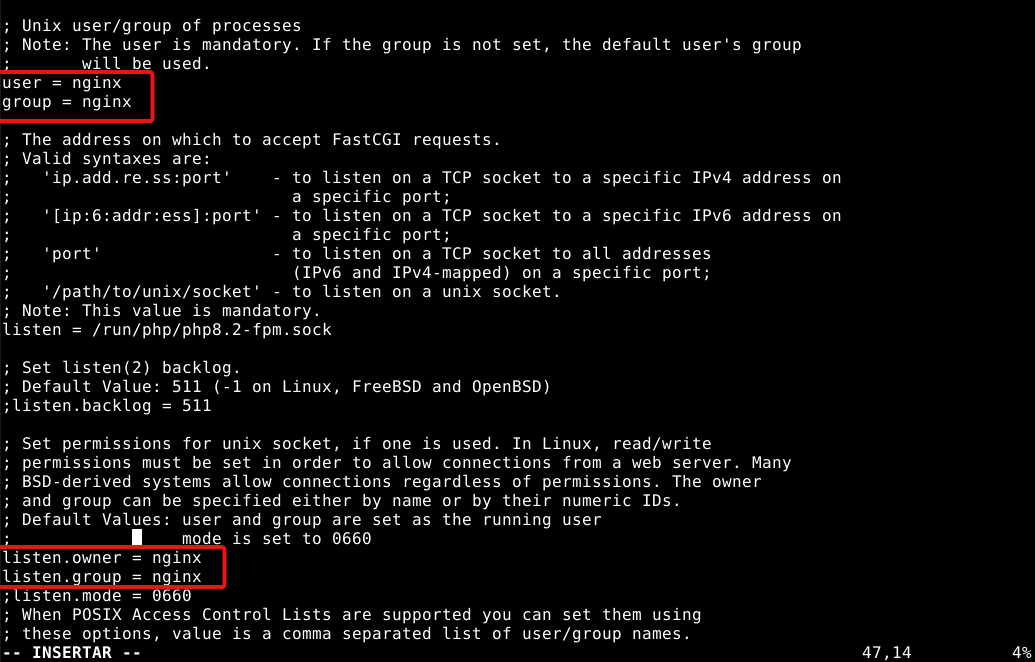 ; Unix user/group of processes
; Note: The user is mandatory. If the group is not set, the default user's group
;       will be used.
user = nginx
group = nginx
; The address on which to accept FastCGI requests.
; Valid syntaxes are:
;   'ip.add.re.ss:port'    - to listen on a TCP socket to a specific IPv4 address on
;                            a specific port;
;   '[ip:6:addr:ess]:port' - to listen on a TCP socket to a specific IPv6 address on
;                            a specific port;
;   'port'                 - to listen on a TCP socket to all addresses
;                            (IPv6 and IPv4-mapped) on a specific port;
;   '/path/to/unix/socket' - to listen on a unix socket.
; Note: This value is mandatory.
listen = /run/php/php8.2-fpm.sock
; Set listen(2) backlog.
; Default Value: 511 (-1 on Linux, FreeBSD and OpenBSD)
;listen.backlog = 511
; Set permissions for unix socket, if one is used. In Linux, read/write
; permissions must be set in order to allow connections from a web server. Many
; BSD-derived systems allow connections regardless of permissions. The owner
; and group can be specified either by name or by their numeric IDs.
; Default Values: user and group are set as the running user
;                 mode is set to 0660
listen.owner = nginx
listen.group = nginx
;listen.mode = 0660
; When POSIX Access Control Lists are supported you can set them using
; these options, value is a comma separated list of user/group names.
-- INSERTAR --                                                                        47,14          4%